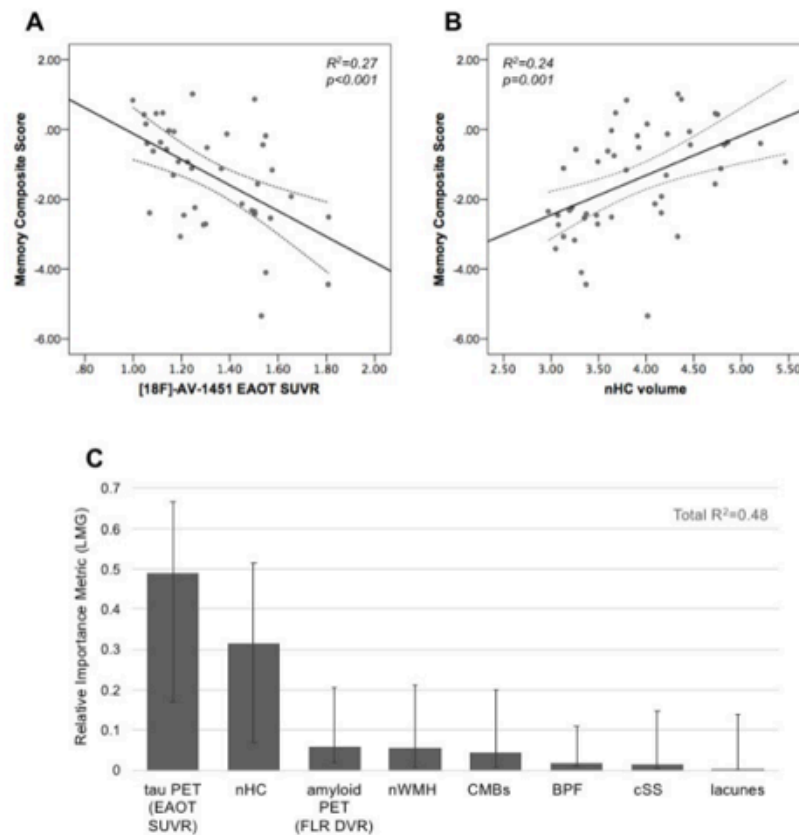 A
B
R²=0.27
p<0.001
R²=0.24
p=0.001
2.00
.00
-2.00
-4.00
-6.00
Memory Composite Score
.80 1.00 1.20 1.40 1.60 1.80 2.00
[18F]-AV-1451 EAOT SUVR
2.00
.00
-2.00
-4.00
-6.00
Memory Composite Score
2.50 3.00 3.50 4.00 4.50 5.00 5.50
nHC volume
C
Total R²=0.48
Relative Importance Metric (LMG)
0.7
0.6
0.5
0.4
0.3
0.2
0.1
0
tau PET nHC amyloid nWMH CMBs BPF cSS lacunes
(EAOT PET
SUVR) (FLR DVR)